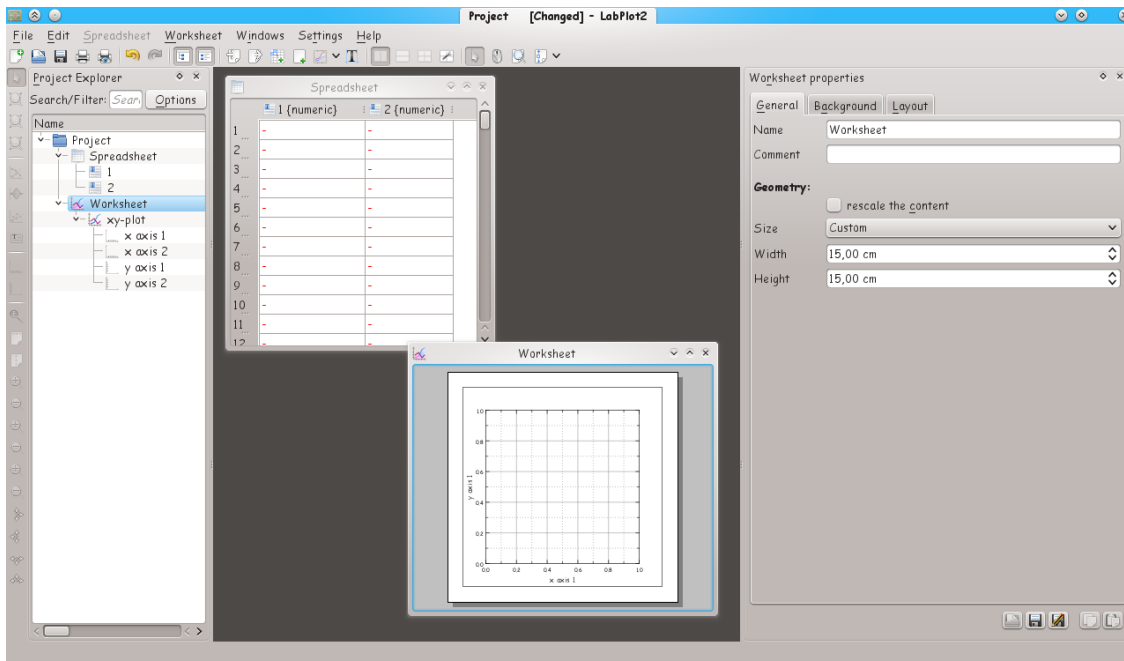 Project [Changed] - LabPlot2
File Edit Spreadsheet Worksheet Windows Settings Help
Project Explorer
Search/Filter: Sear Options
Name
Project
Spreadsheet
1
2
Worksheet
xy-plot
x axis 1
x axis 2
y axis 1
y axis 2
Spreadsheet
1 {numeric} 2 {numeric}
1 - -
2 - -
3 - -
4 - -
5 - -
6 - -
7 - -
8 - -
9 - -
10 - -
11 - -
12 - -
Worksheet
1.0
0.8
0.6
0.4
0.2
0.0
y axis 1
0.0 0.2 0.4 0.6 0.8 1.0
x axis 1
Worksheet properties
General Background Layout
Name Worksheet
Comment
Geometry:
rescale the content
Size Custom
Width 15,00 cm
Height 15,00 cm